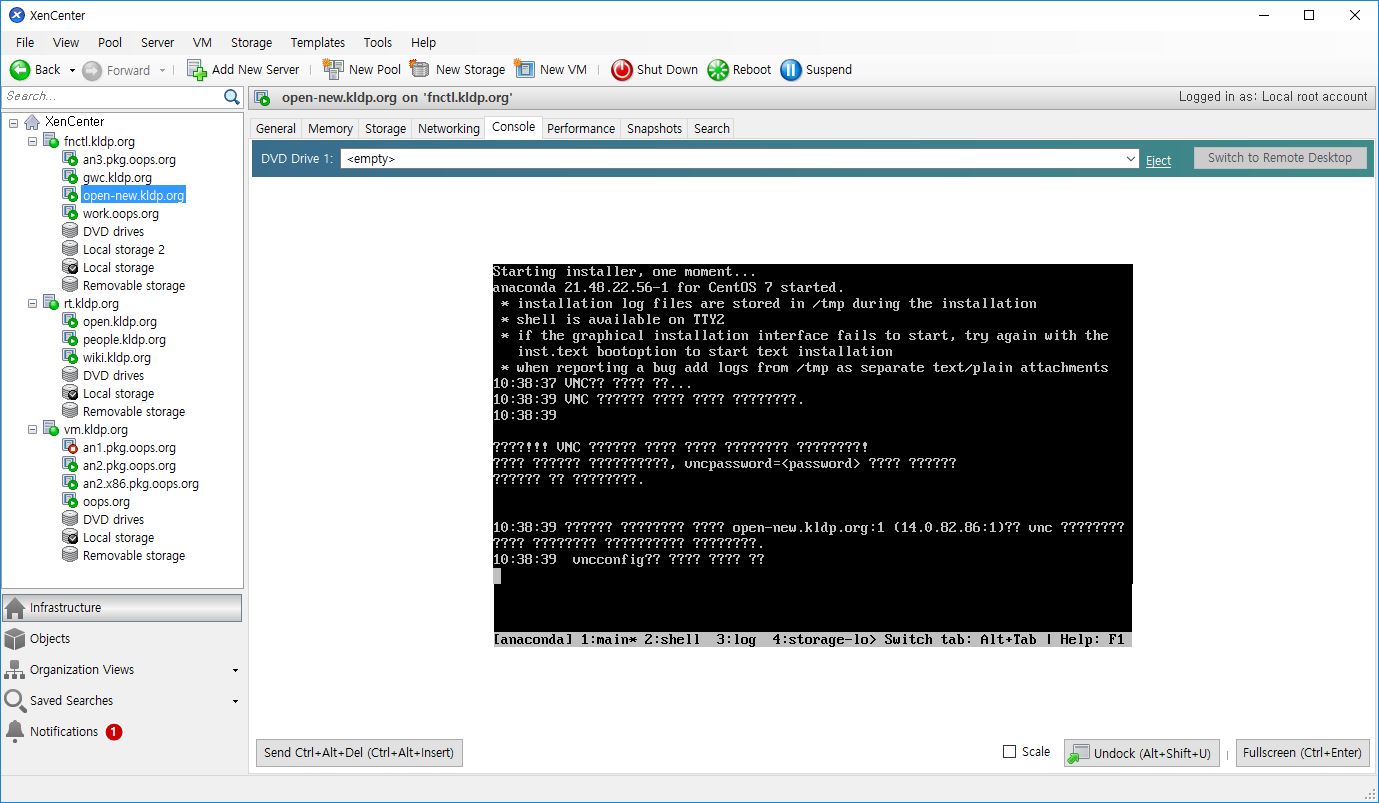 XenCenter
File View Pool Server VM Storage Templates Tools Help
Back Forward Add New Server New Pool New Storage New VM Shut Down Reboot Suspend
Search...
open-new.kldp.org on 'fnctl.kldp.org'
Logged in as: Local root account
XenCenter
fnctl.kldp.org
an3.pkg.oops.org
gwc.kldp.org
open-new.kldp.org
work.oops.org
DVD drives
Local storage 2
Local storage
Removable storage
rt.kldp.org
open.kldp.org
people.kldp.org
wiki.kldp.org
DVD drives
Local storage
Removable storage
vm.kldp.org
an1.pkg.oops.org
an2.pkg.oops.org
an2.x86.pkg.oops.org
oops.org
DVD drives
Local storage
Removable storage
Infrastructure
Objects
Organization Views
Saved Searches
Notifications 1
General Memory Storage Networking Console Performance Snapshots Search
DVD Drive 1: <empty> Eject Switch to Remote Desktop
Starting installer, one moment...
anaconda 21.48.22.56-1 for CentOS 7 started.
* installation log files are stored in /tmp during the installation
* shell is available on TTY2
* if the graphical installation interface fails to start, try again with the
inst.text bootoption to start text installation
* when reporting a bug add logs from /tmp as separate text/plain attachments
10:38:37 VNC?? ???? ??...
10:38:39 VNC ?????? ???? ???? ????????.
10:38:39
????!!! VNC ?????? ???? ???? ???????? ????????!
???? ?????? ??????????, vncpassword=<password> ???? ??????
?????? ?? ????????.
10:38:39 ?????? ???????? ???? open-new.kldp.org:1 (14.0.82.86:1)?? vnc ????????
???? ???????? ?????????? ????????.
10:38:39 vncconfig?? ???? ???? ??
[anaconda] 1:main* 2:shell 3:log 4:storage-lo> Switch tab: Alt+Tab | Help: F1
Send Ctrl+Alt+Del (Ctrl+Alt+Insert)
Scale
Undock (Alt+Shift+U)
Fullscreen (Ctrl+Enter)